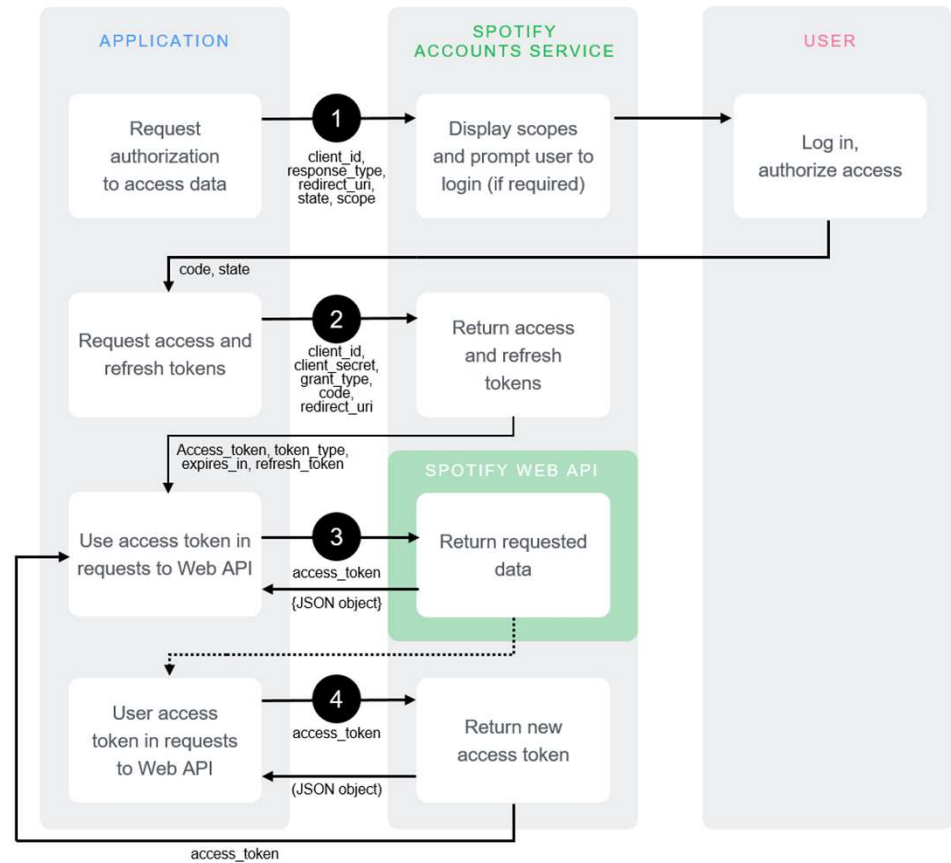 APPLICATION
SPOTIFY
ACCOUNTS SERVICE
USER
Request
authorization
to access data
1
client_id,
response_type,
redirect_uri,
state, scope
Display scopes
and prompt user to
login (if required)
Log in,
authorize access
code, state
Request access and
refresh tokens
2
client_id,
client_secret,
grant_type,
code,
redirect_uri
Return access
and refresh
tokens
Access_token, token_type,
expires_in, refresh_token
SPOTIFY WEB API
Use access token in
requests to Web API
3
access_token
{JSON object}
Return requested
data
User access
token in requests
to Web API
4
access_token
(JSON object)
Return new
access token
access_token